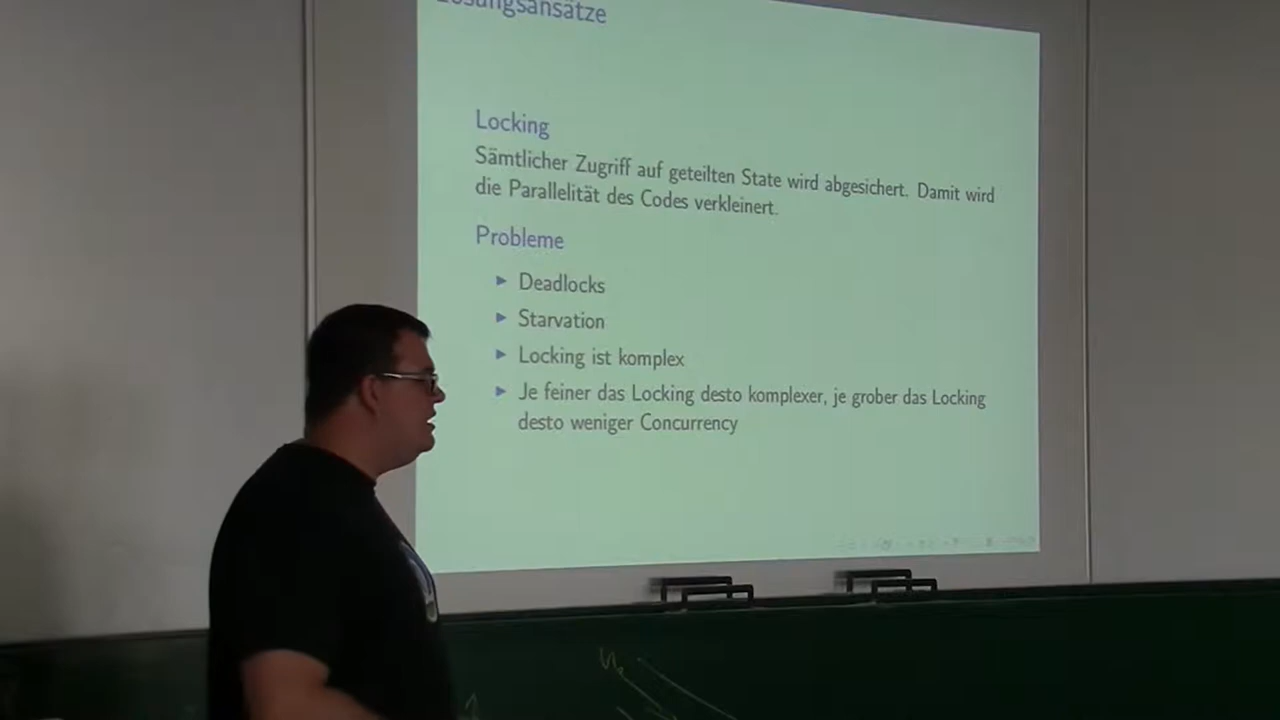 Lösungsansätze
Locking
Sämtlicher Zugriff auf geteilten State wird abgesichert. Damit wird
die Parallelität des Codes verkleinert.
Probleme
▶ Deadlocks
▶ Starvation
▶ Locking ist komplex
▶ Je feiner das Locking desto komplexer, je grober das Locking
desto weniger Concurrency